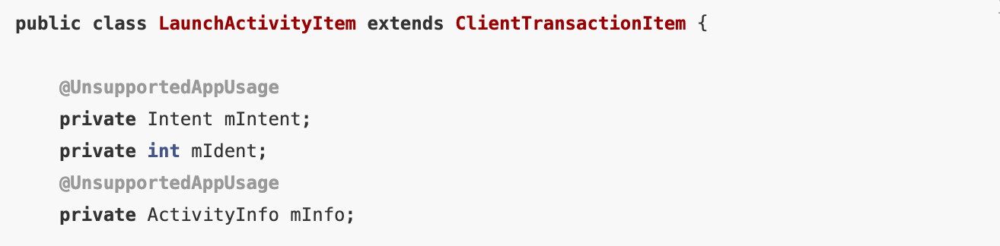 public class LaunchActivityItem extends ClientTransactionItem {
@UnsupportedAppUsage
private Intent mIntent;
private int mIdent;
@UnsupportedAppUsage
private ActivityInfo mInfo;